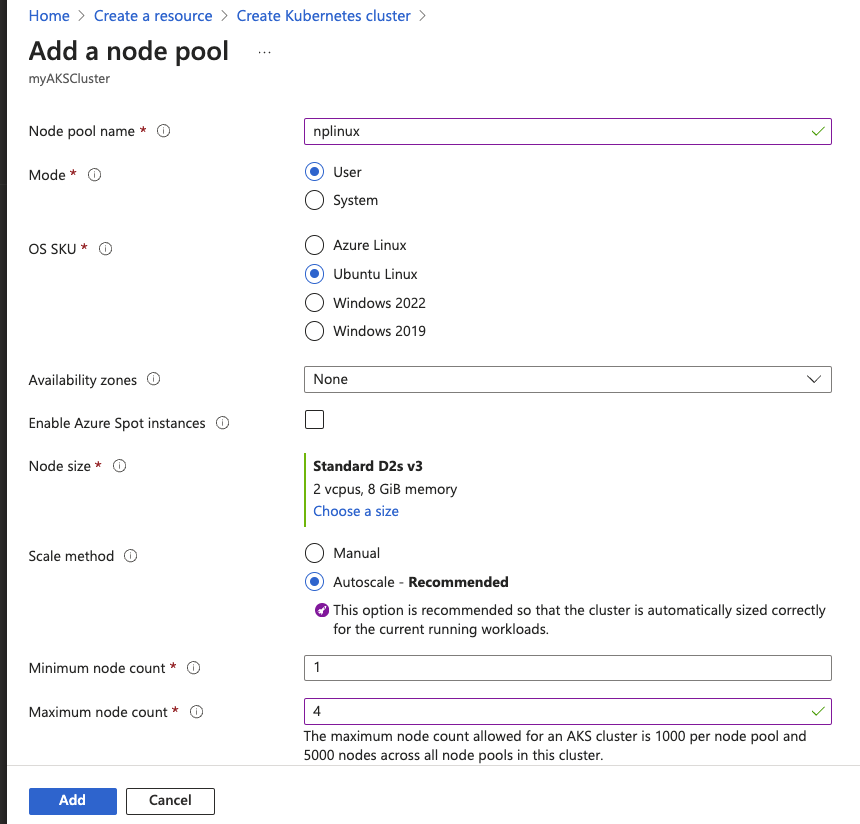 Home > Create a resource > Create Kubernetes cluster >
Add a node pool ...
myAKSCluster
Node pool name * nplinux
Mode * User
System
OS SKU * Azure Linux
Ubuntu Linux
Windows 2022
Windows 2019
Availability zones None
Enable Azure Spot instances
Node size * Standard D2s v3
2 vcpus, 8 GiB memory
Choose a size
Scale method Manual
Autoscale - Recommended
This option is recommended so that the cluster is automatically sized correctly
for the current running workloads.
Minimum node count * 1
Maximum node count * 4
The maximum node count allowed for an AKS cluster is 1000 per node pool and
5000 nodes across all node pools in this cluster.
Add Cancel